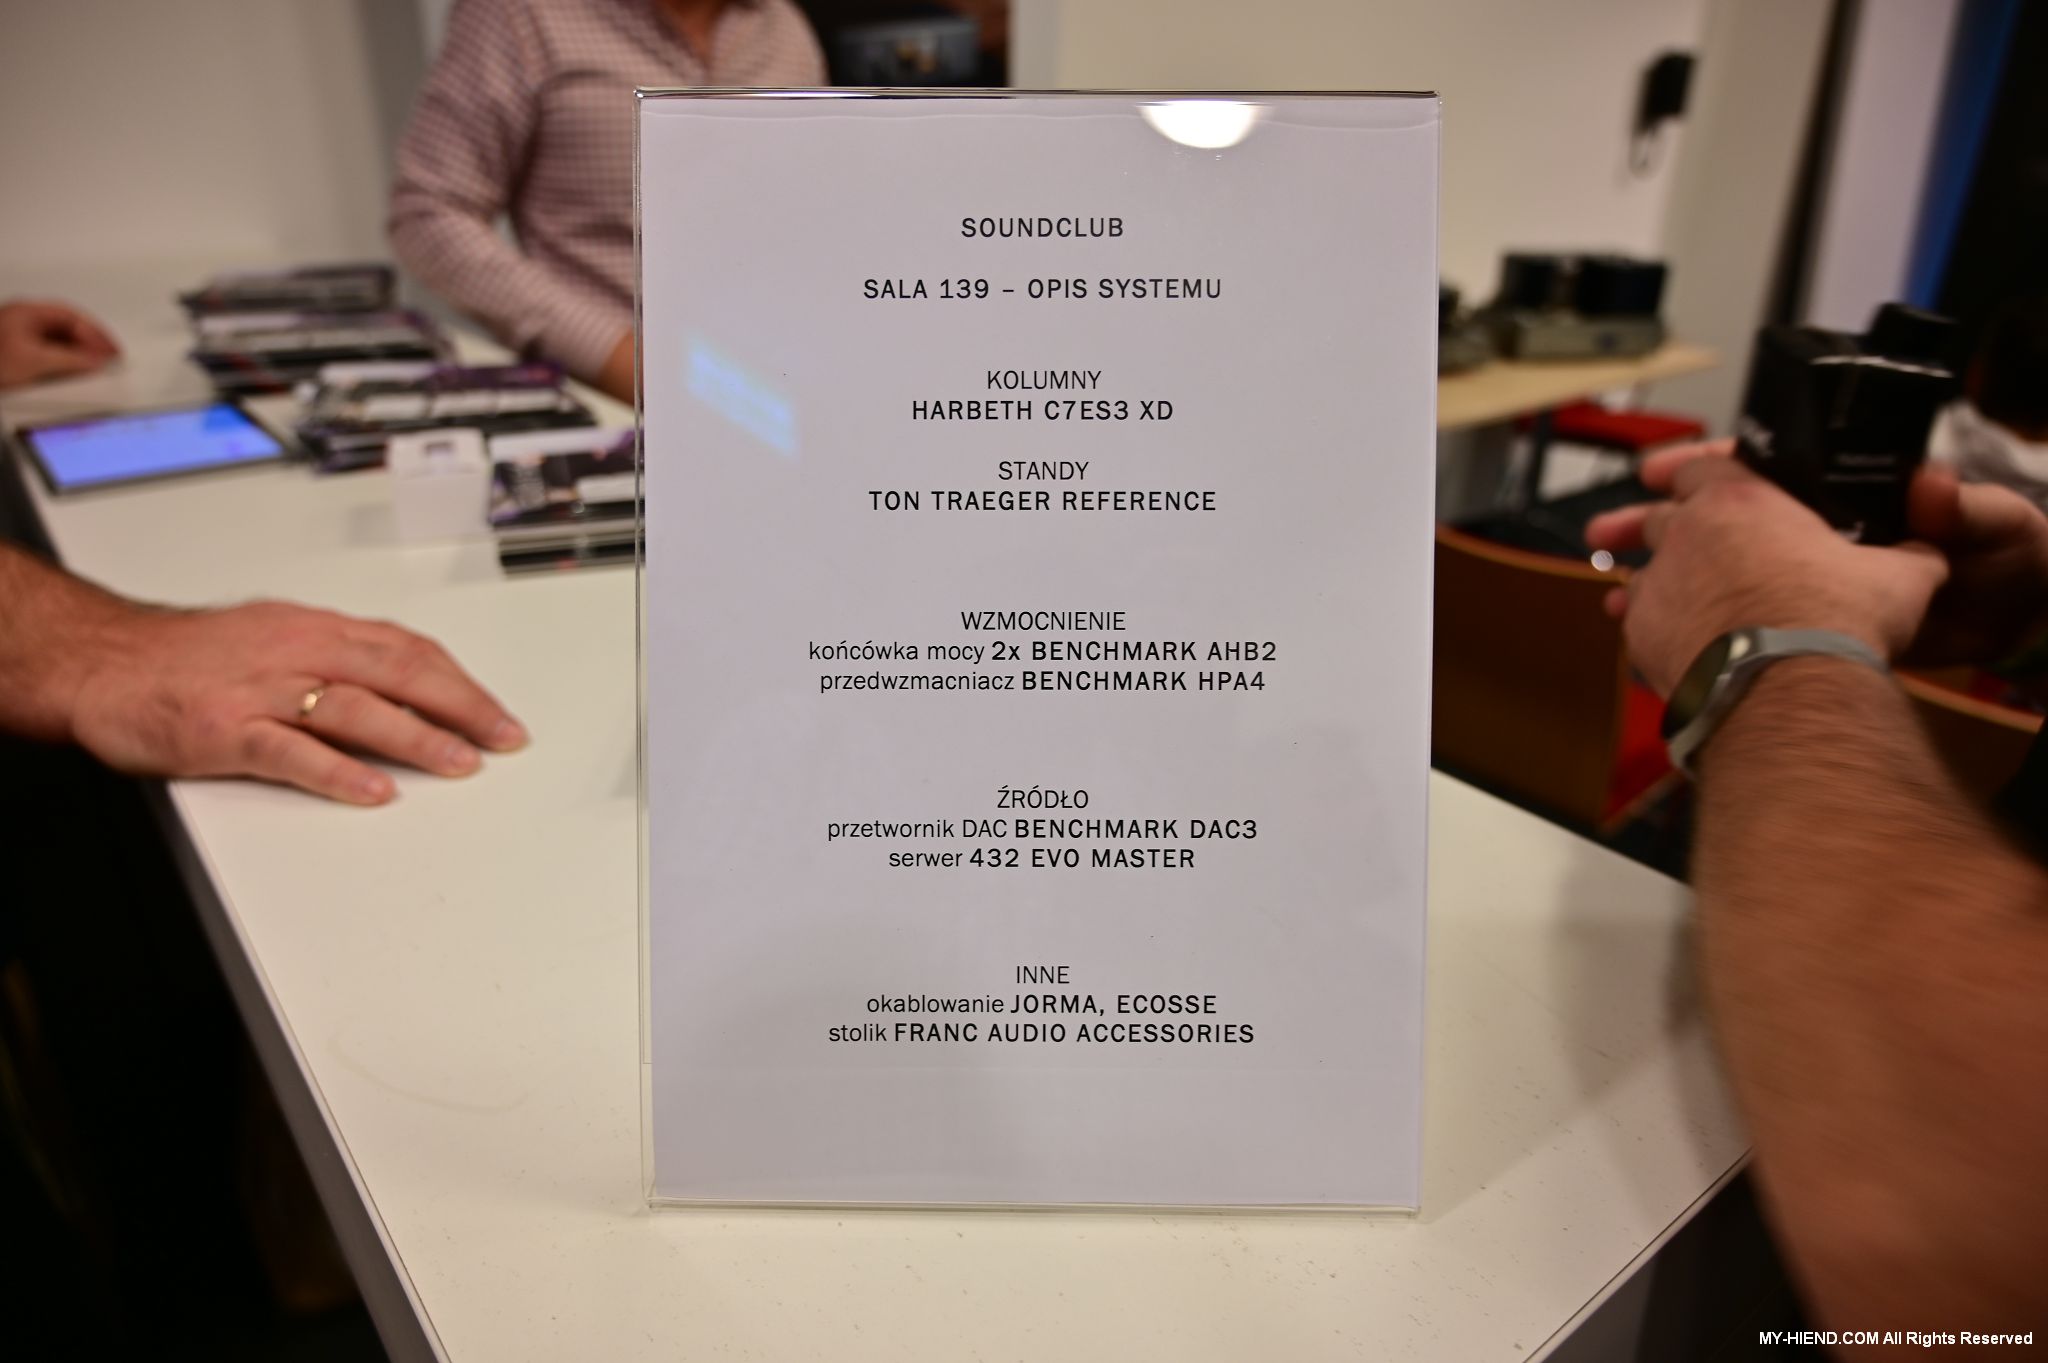 SOUNDCLUB
SALA 139 – OPIS SYSTEMU
KOLUMNY
HARBETH C7ES3 XD
STANDY
TON TRAEGER REFERENCE
WZMOCNIENIE
końcówka mocy 2x BENCHMARK AHB2
przedwzmacniacz BENCHMARK HPA4
ŹRÓDŁO
przetwornik DAC BENCHMARK DAC3
serwer 432 EVO MASTER
INNE
okablowanie JORMA, ECOSSE
stolik FRANC AUDIO ACCESSORIES
MY-HIEND.COM All Rights Reserved